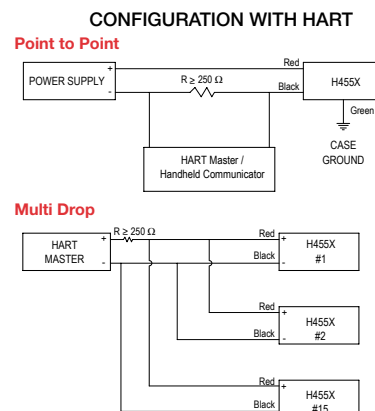 CONFIGURATION WITH HART
Point to Point
POWER SUPPLY
+
-
R ≥ 250 Ω
Red
Black
H455X
Green
CASE
GROUND
HART Master /
Handheld Communicator
Multi Drop
HART
MASTER
+
-
R ≥ 250 Ω
Red
Black
+
-
H455X
#1
Red
Black
+
-
H455X
#2
Red
Black
+
H455X
#15